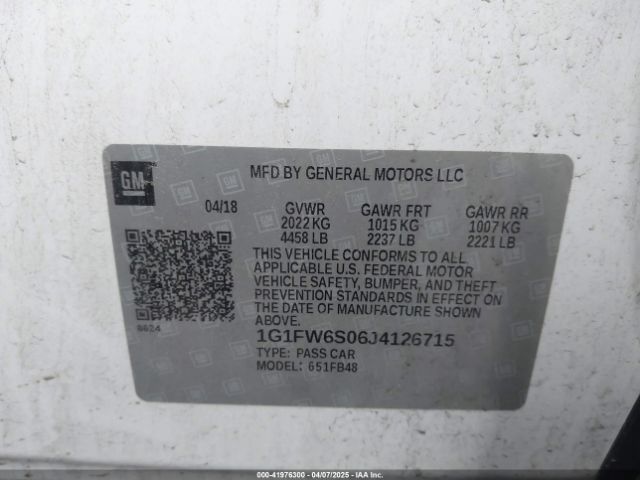 GM
MFD BY GENERAL MOTORS LLC
04/18 GVWR GAWR FRT GAWR RR
2022 KG 1015 KG 1007 KG
4458 LB 2237 LB 2221 LB
THIS VEHICLE CONFORMS TO ALL
APPLICABLE U.S. FEDERAL MOTOR
VEHICLE SAFETY, BUMPER, AND THEFT
PREVENTION STANDARDS IN EFFECT ON
THE DATE OF MANUFACTURE SHOWN
ABOVE.
8624
1G1FW6S06J4126715
TYPE: PASS CAR
MODEL: 651FB48
000-41976300 - 04/07/2025 - IAAI.COM